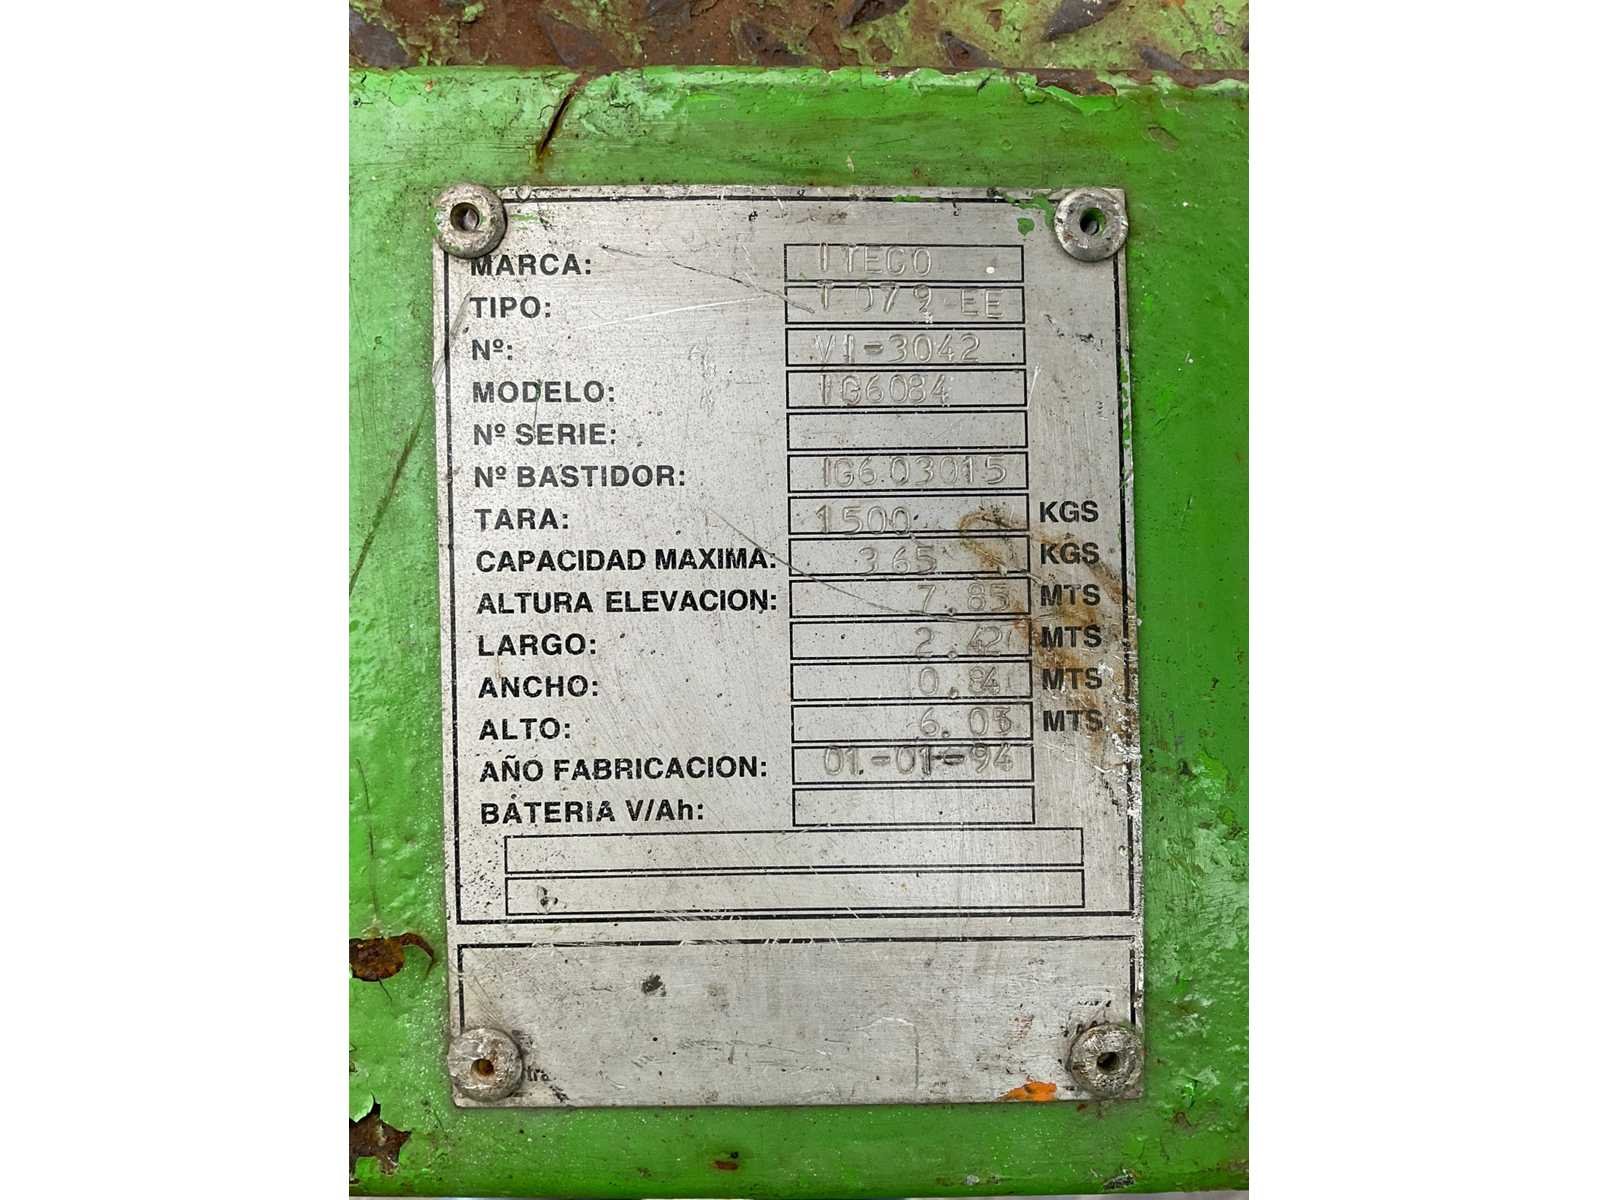 MARCA: ITECO
TIPO: T 079 EE
Nº: VI-3042
MODELO: IG6084
Nº SERIE:
Nº BASTIDOR: IG6.03015
TARA: 1500 KGS
CAPACIDAD MAXIMA: 365 KGS
ALTURA ELEVACION: 7.85 MTS
LARGO: 2.42 MTS
ANCHO: 0.84 MTS
ALTO: 6.05 MTS
AÑO FABRICACION: 01-01-94
BATERIA V/Ah: